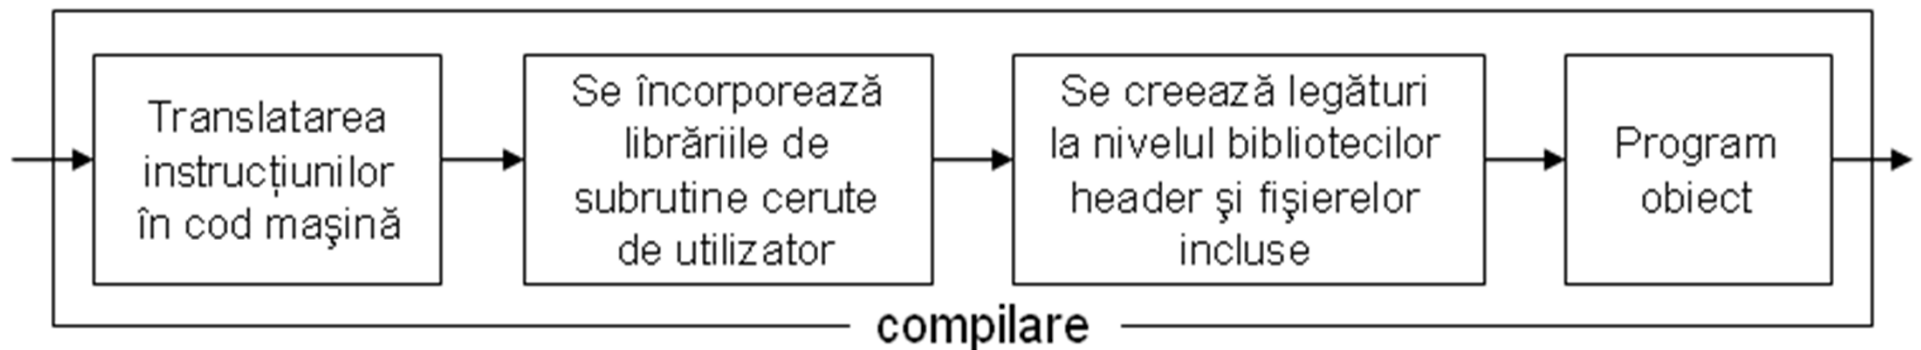 Translatarea
instrucţiunilor
în cod maşină
Se încorporează
librăriile de
subrutine cerute
de utilizator
Se creează legături
la nivelul bibliotecilor
header şi fişierelor
incluse
Program
obiect
compilare